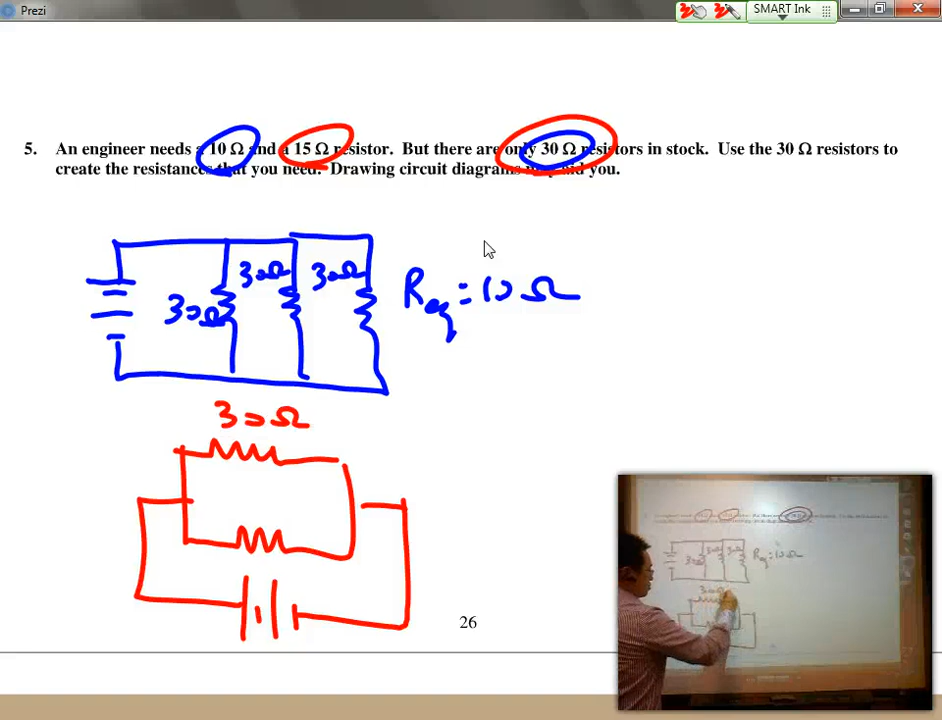 Prezi
SMART Ink
5. An engineer needs a 10 Ω and a 15 Ω resistor. But there are only 30 Ω resistors in stock. Use the 30 Ω resistors to
create the resistances that you need. Drawing circuit diagrams may aid you.
30Ω 30Ω 30Ω
Req = 10 Ω
30Ω
26